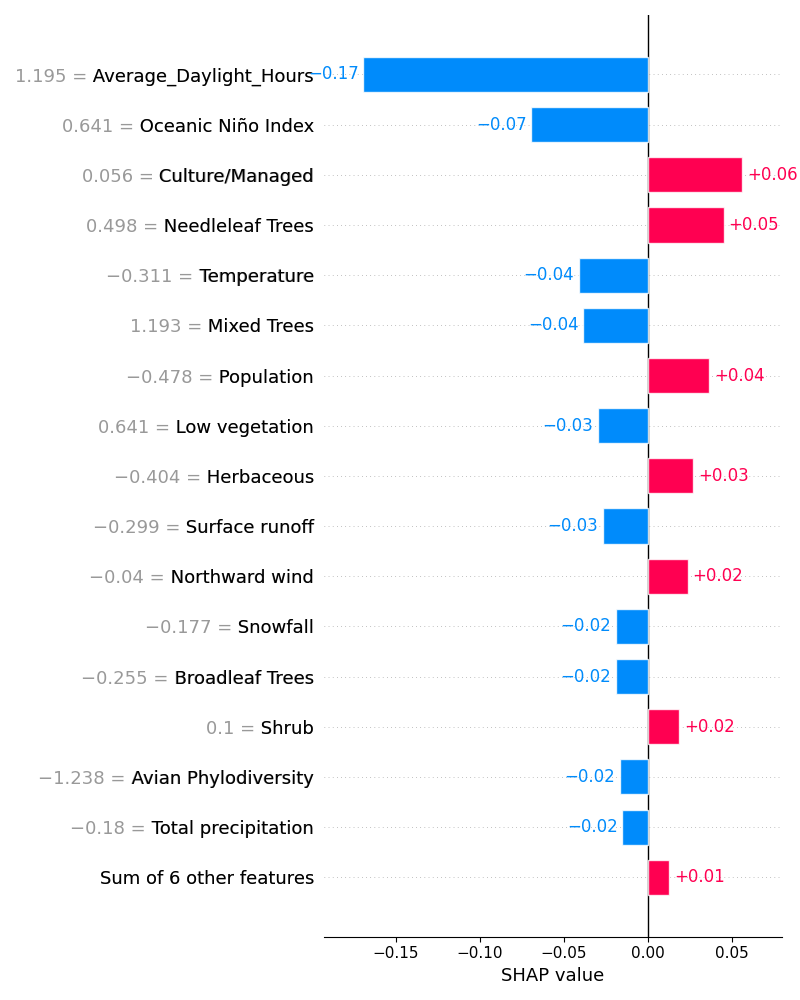 1.195 = Average_Daylight_Hours −0.17
0.641 = Oceanic Niño Index −0.07
0.056 = Culture/Managed +0.06
0.498 = Needleleaf Trees +0.05
−0.311 = Temperature −0.04
1.193 = Mixed Trees −0.04
−0.478 = Population +0.04
0.641 = Low vegetation −0.03
−0.404 = Herbaceous +0.03
−0.299 = Surface runoff −0.03
−0.04 = Northward wind +0.02
−0.177 = Snowfall −0.02
−0.255 = Broadleaf Trees −0.02
0.1 = Shrub +0.02
−1.238 = Avian Phylodiversity −0.02
−0.18 = Total precipitation −0.02
Sum of 6 other features +0.01
−0.15 −0.10 −0.05 0.00 0.05
SHAP value